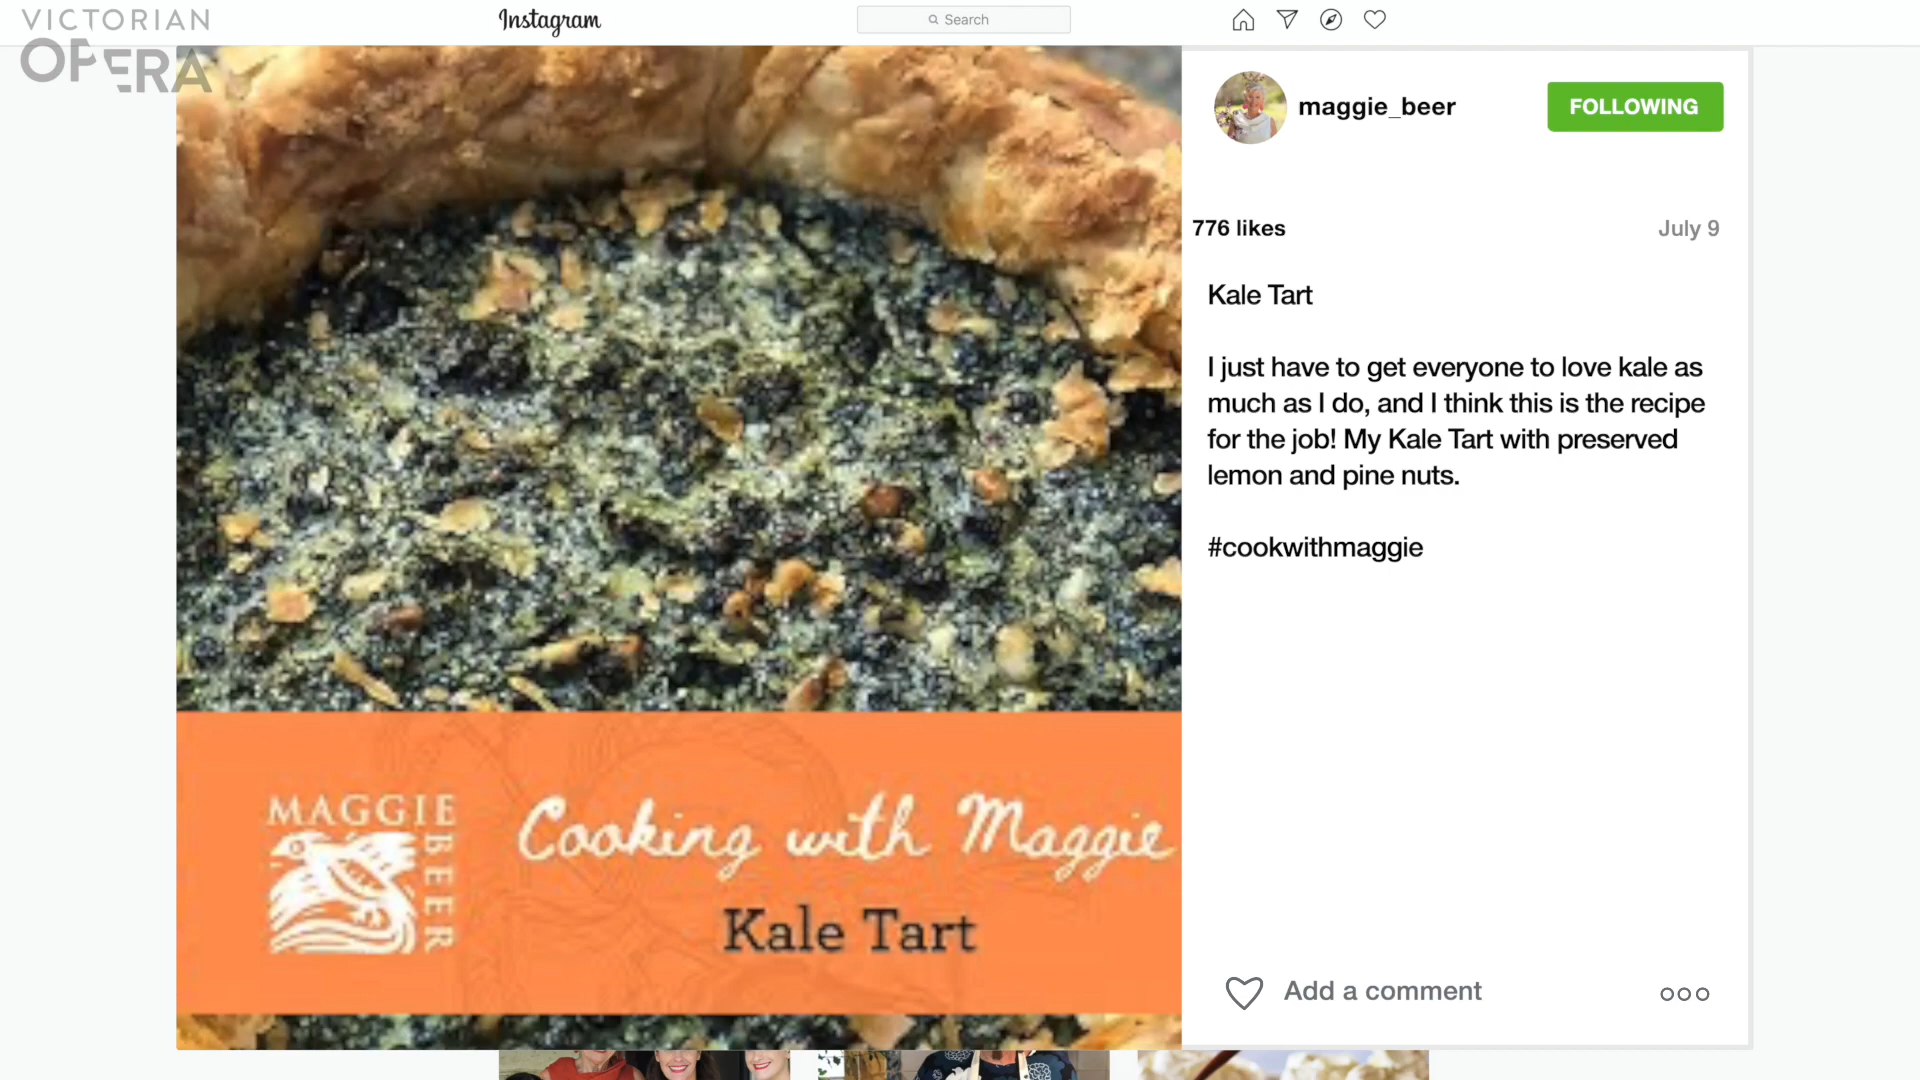 VICTORIAN
OPERA
Instagram
Search
maggie_beer
FOLLOWING
776 likes
July 9
Kale Tart
I just have to get everyone to love kale as
much as I do, and I think this is the recipe
for the job! My Kale Tart with preserved
lemon and pine nuts.
#cookwithmaggie
MAGGIE
BEER
Cooking with Maggie
Kale Tart
Add a comment